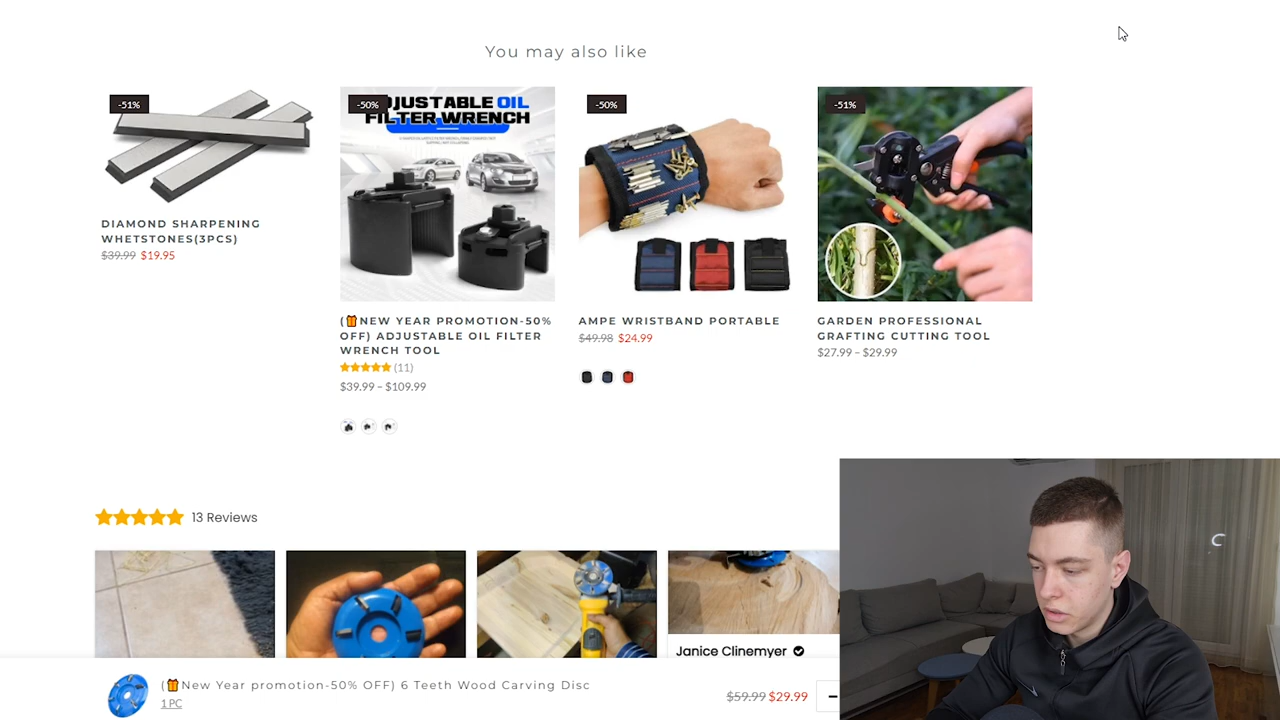 You may also like
-51%
-50%
-50%
-51%
ADJUSTABLE OIL
FILTER WRENCH
DIAMOND SHARPENING
WHETSTONES(3PCS)
$39.99 $19.95
(🎁NEW YEAR PROMOTION-50%
OFF) ADJUSTABLE OIL FILTER
WRENCH TOOL
(11)
$39.99 – $109.99
AMPE WRISTBAND PORTABLE
$49.98 $24.99
GARDEN PROFESSIONAL
GRAFTING CUTTING TOOL
$27.99 – $29.99
13 Reviews
Janice Clinemyer
(🎁New Year promotion-50% OFF) 6 Teeth Wood Carving Disc
1 PC
$59.99 $29.99